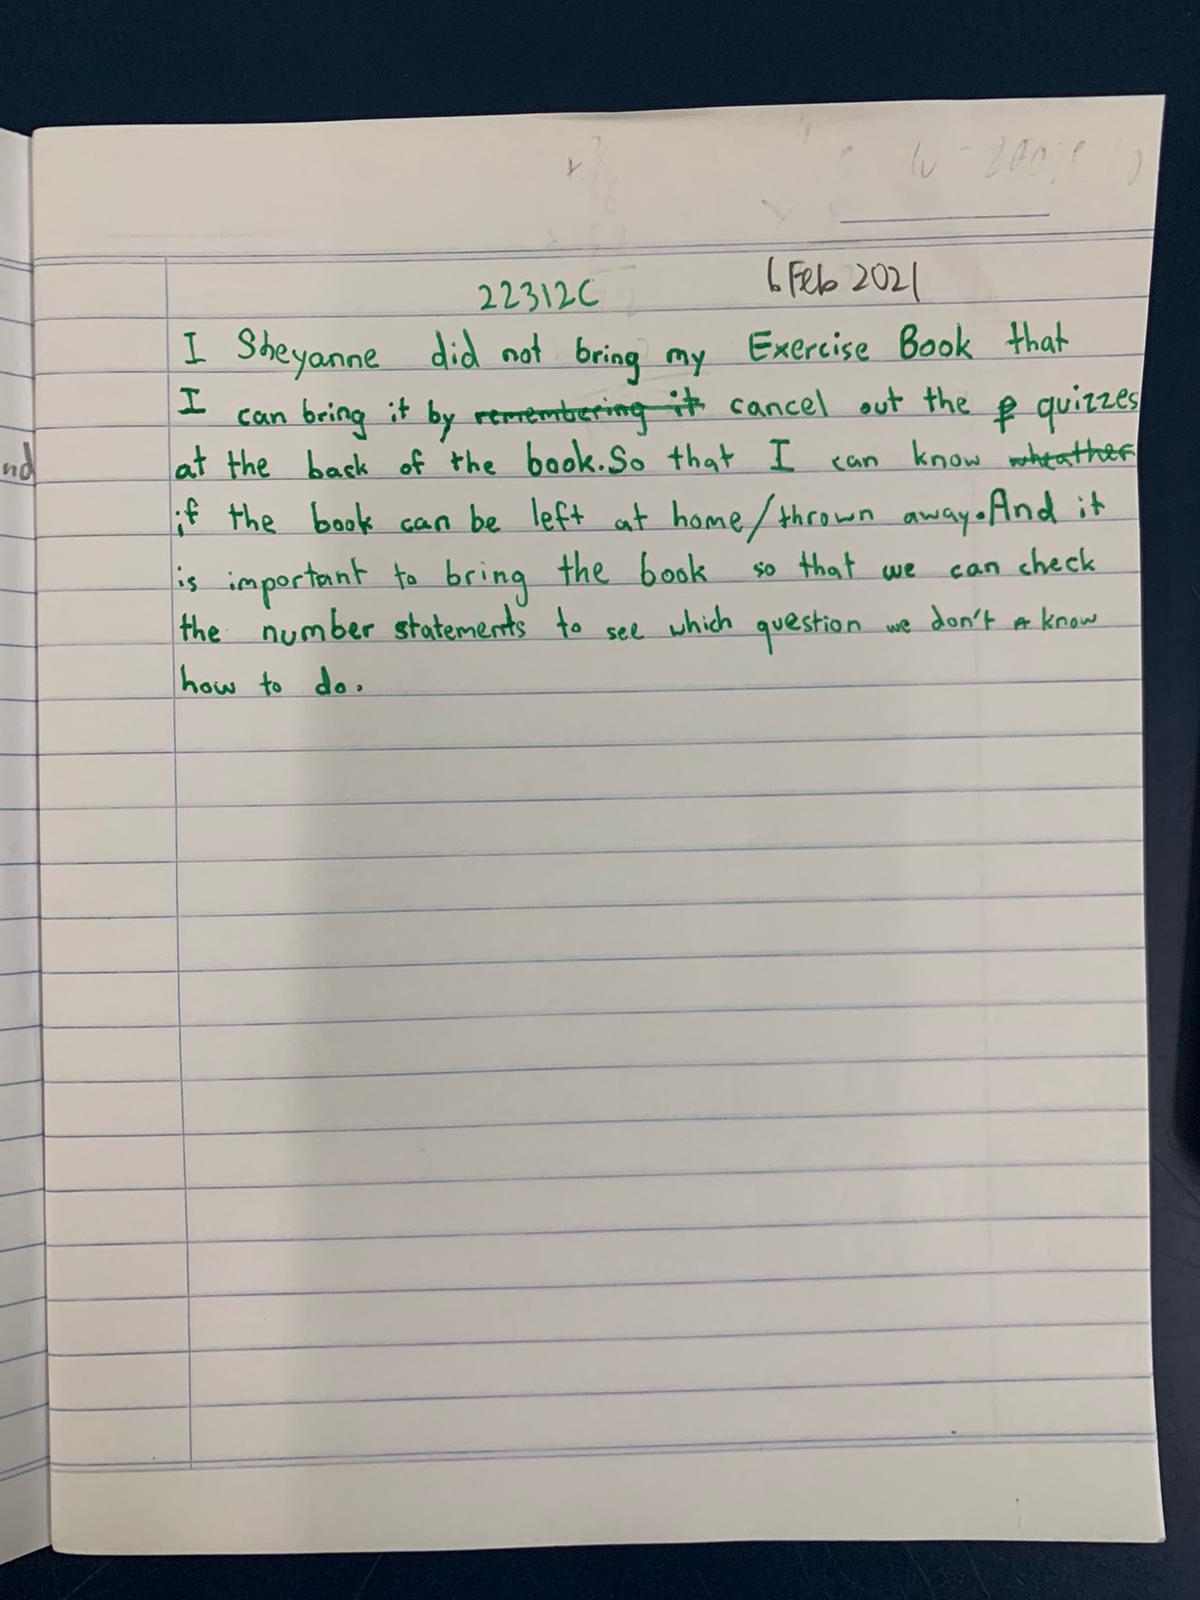 22312C 6 Feb 2021
I Sheyanne did not bring my Exercise Book that
I can bring it by remembering it cancel out the p quizzes
at the back of the book. So that I can know wheather
nd
if the book can be left at home/thrown away. And it
is important to bring the book so that we can check
the number statements to see which question we don't know
how to do.